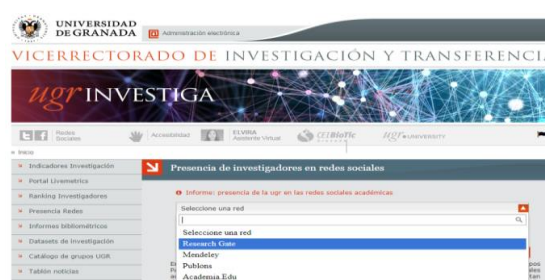 UNIVERSIDAD
DE GRANADA
Administración electrónica
VICERRECTORADO DE INVESTIGACIÓN Y TRANSFERENCIA
ugr INVESTIGA
Redes
Sociales
Accesibilidad
ELVIRA
Asistente Virtual
CEIBioTic
ugr UNIVERSITY
Inicio
Indicadores Investigación
Portal Livemetrics
Ranking Investigadores
Presencia Redes
Informes bibliométricos
Datasets de investigación
Catálogo de grupos UGR
Tablón noticias
Presencia de investigadores en redes sociales
Informe: presencia de la ugr en las redes sociales académicas
Seleccione una red
Seleccione una red
Research Gate
Mendeley
Publons
Academia.Edu